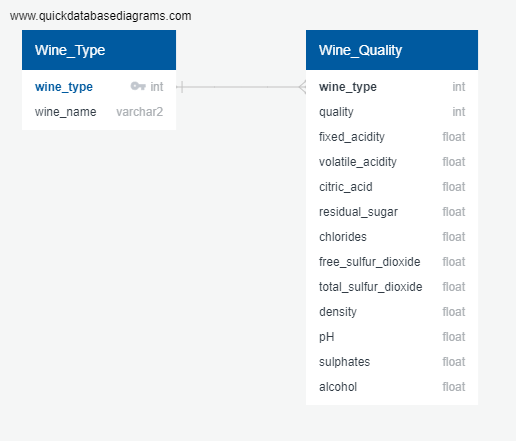 www.quickdatabasediagrams.com
Wine_Type
wine_type int
wine_name varchar2
Wine_Quality
wine_type int
quality int
fixed_acidity float
volatile_acidity float
citric_acid float
residual_sugar float
chlorides float
free_sulfur_dioxide float
total_sulfur_dioxide float
density float
pH float
sulphates float
alcohol float